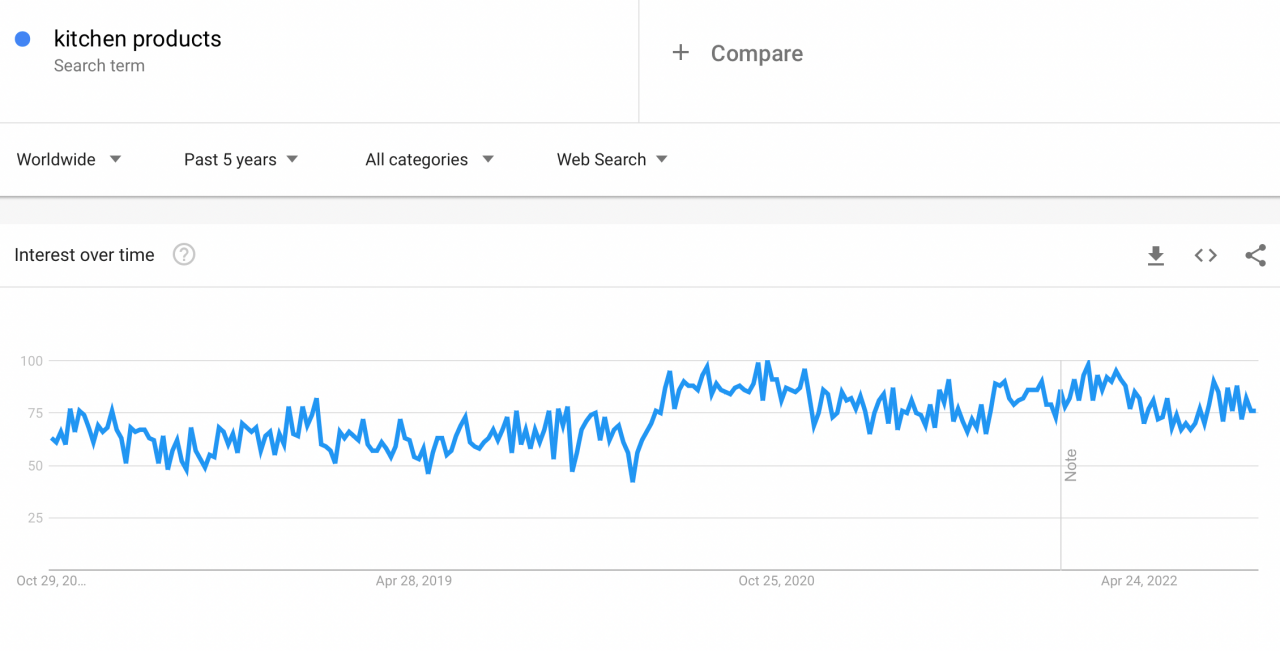 kitchen products
Search term
+ Compare
Worldwide
Past 5 years
All categories
Web Search
Interest over time
?
100
75
50
25
Note
Oct 29, 20...
Apr 28, 2019
Oct 25, 2020
Apr 24, 2022